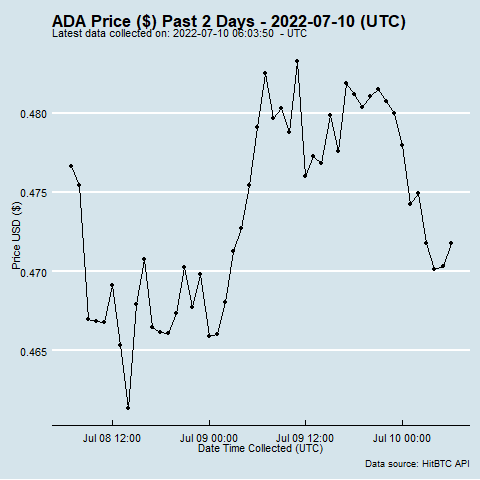 ADA Price ($) Past 2 Days - 2022-07-10 (UTC)
Latest data collected on: 2022-07-10 06:03:50 - UTC
0.480
0.475
0.470
0.465
Price USD ($)
Jul 08 12:00 Jul 09 00:00 Jul 09 12:00 Jul 10 00:00
Date Time Collected (UTC)
Data source: HitBTC API